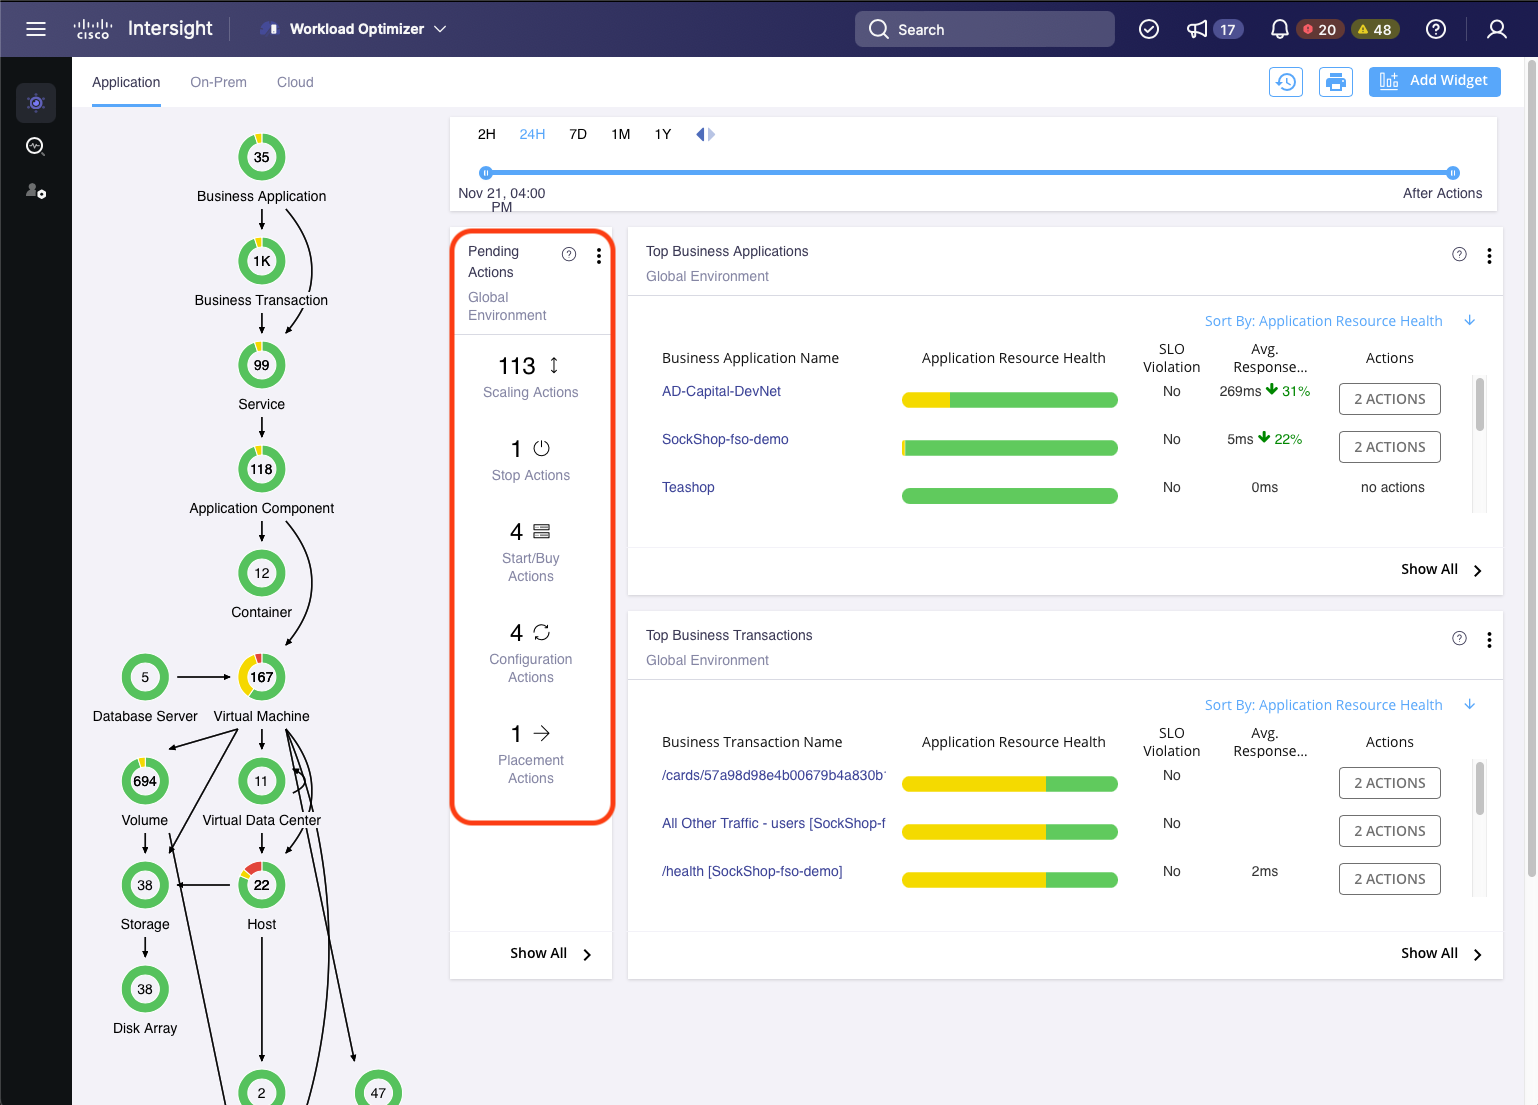 cisco Intersight Workload Optimizer Search 17 20 48
Application On-Prem Cloud Add Widget
35
Business Application
1K
Business Transaction
99
Service
118
Application Component
12
Container
5 167
Database Server Virtual Machine
694 11
Volume Virtual Data Center
38 22
Storage Host
38
Disk Array
2 47
2H 24H 7D 1M 1Y
Nov 21, 04:00
PM
After Actions
Pending
Actions
Global
Environment
113
Scaling Actions
1
Stop Actions
4
Start/Buy
Actions
4
Configuration
Actions
1
Placement
Actions
Show All
Top Business Applications
Global Environment
Sort By: Application Resource Health
Business Application Name Application Resource Health SLO Violation Avg. Response... Actions
AD-Capital-DevNet No 269ms 31% 2 ACTIONS
SockShop-fso-demo No 5ms 22% 2 ACTIONS
Teashop No 0ms no actions
Show All
Top Business Transactions
Global Environment
Sort By: Application Resource Health
Business Transaction Name Application Resource Health SLO Violation Avg. Response... Actions
/cards/57a98d98e4b00679b4a830b No 2 ACTIONS
All Other Traffic - users [SockShop-f No 2 ACTIONS
/health [SockShop-fso-demo] No 2ms 2 ACTIONS
Show All